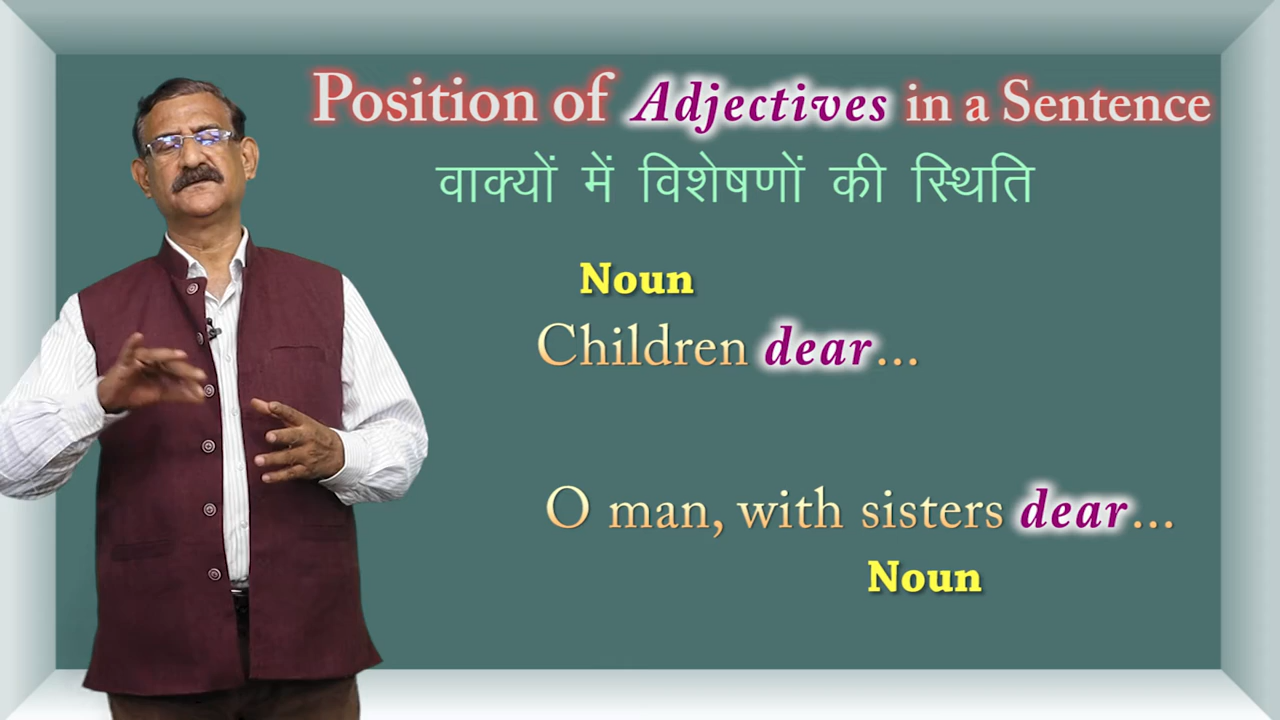 Position of Adjectives in a Sentence
वाक्यों में विशेषणों की स्थिति
Noun
Children dear...
O man, with sisters dear...
Noun